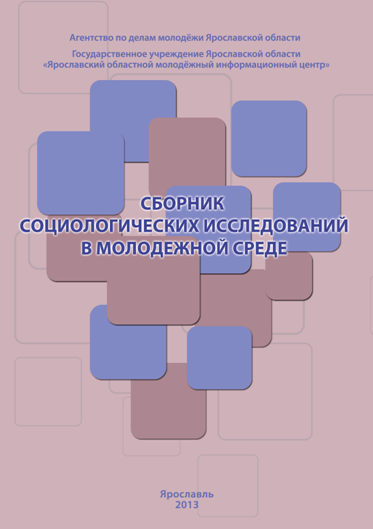 Агентство по делам молодёжи Ярославской области
Государственное учреждение Ярославской области
«Ярославский областной молодёжный информационный центр»
СБОРНИК
СОЦИОЛОГИЧЕСКИХ ИССЛЕДОВАНИЙ
В МОЛОДЕЖНОЙ СРЕДЕ
Ярославль
2013